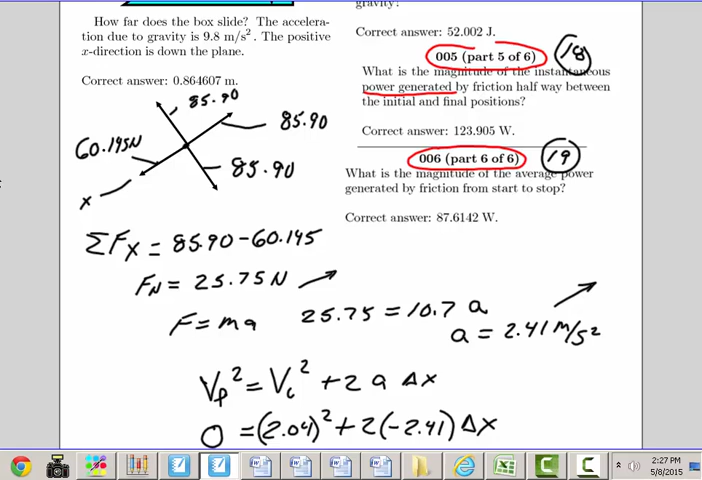 How far does the box slide? The accelera-
tion due to gravity is 9.8 m/s². The positive
x-direction is down the plane.
Correct answer: 0.864607 m.
85.90
85.90
60.145N
85.90
x
ΣFx = 85.90-60.145
FN = 25.75 N
F = ma
25.75 = 10.7 a
a = 2.41 m/s²
Vf² = Vi² + 2 a Δx
0 = (2.04)² + 2(-2.41) Δx
gravity?
Correct answer: 52.002 J.
005 (part 5 of 6)
18
What is the magnitude of the instantaneous
power generated by friction half way between
the initial and final positions?
Correct answer: 123.905 W.
006 (part 6 of 6)
19
What is the magnitude of the average power
generated by friction from start to stop?
Correct answer: 87.6142 W.
2:27 PM
5/8/2015